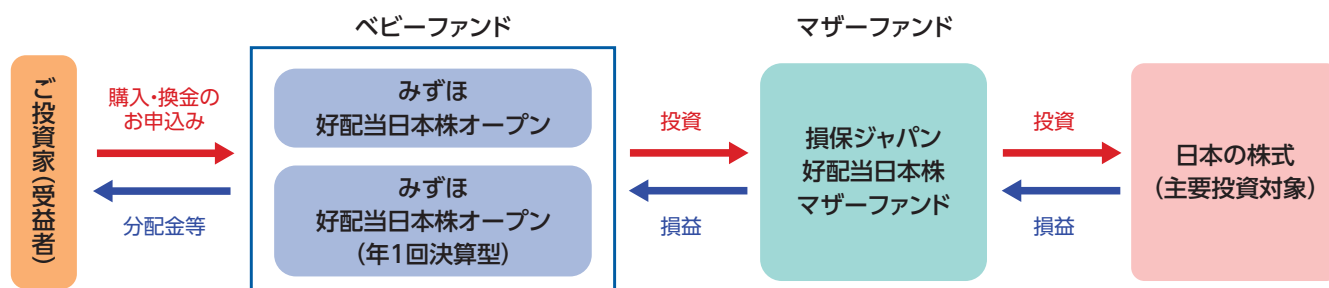 ベビーファンド
マザーファンド
ご投資家(受益者)
購入・換金の
お申込み
分配金等
みずほ
好配当日本株オープン
みずほ
好配当日本株オープン
(年1回決算型)
投資
損益
損保ジャパン
好配当日本株
マザーファンド
投資
損益
日本の株式
(主要投資対象)